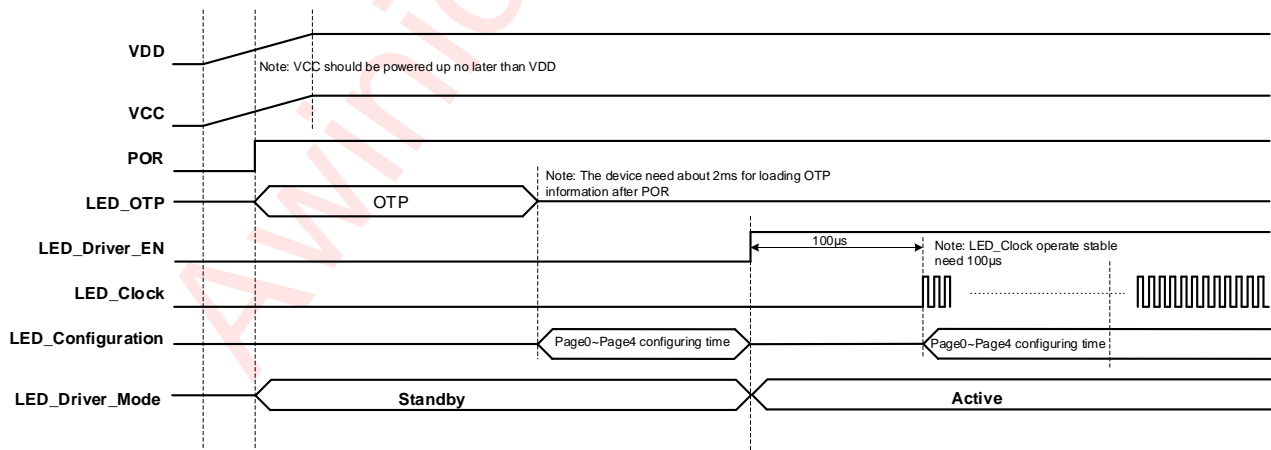 VDD
Note: VCC should be powered up no later than VDD
VCC
POR
Note: The device need about 2ms for loading OTP
information after POR
LED_OTP
OTP
LED_Driver_EN
100µs
Note: LED_Clock operate stable
need 100µs
LED_Clock
LED_Configuration
Page0~Page4 configuring time
Page0~Page4 configuring time
LED_Driver_Mode
Standby
Active
Awinic